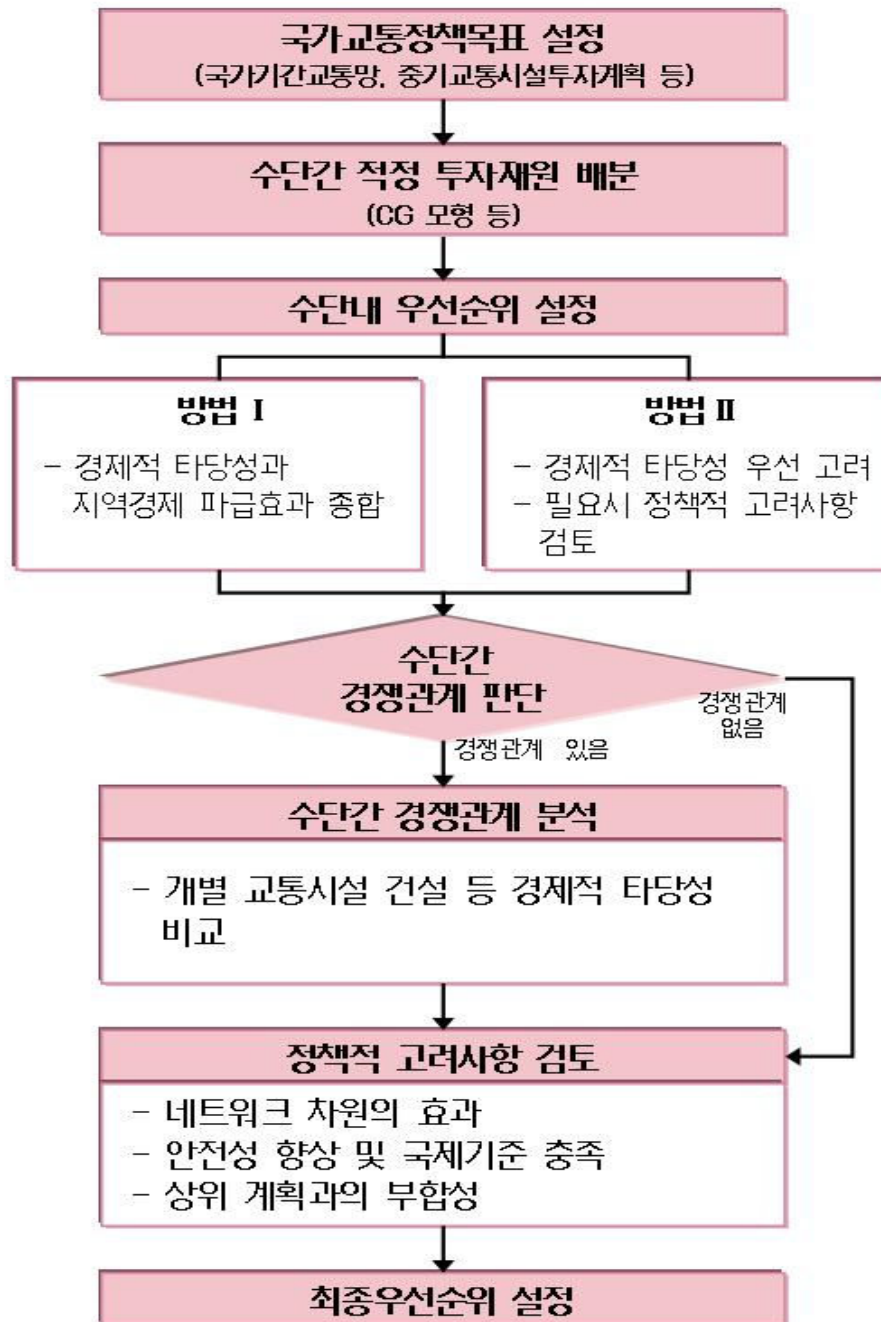 국가교통정책목표 설정
(국가기간교통망, 중기교통시설투자계획 등)
수단간 적정 투자재원 배분
(CG 모형 등)
수단내 우선순위 설정
방법 I
- 경제적 타당성과
지역경제 파급효과 종합
방법 II
- 경제적 타당성 우선 고려
- 필요시 정책적 고려사항
검토
수단간
경쟁관계 판단
경쟁관계
없음
경쟁관계 있음
수단간 경쟁관계 분석
- 개별 교통시설 건설 등 경제적 타당성
비교
정책적 고려사항 검토
- 네트워크 차원의 효과
- 안전성 향상 및 국제기준 충족
- 상위 계획과의 부합성
최종우선순위 설정